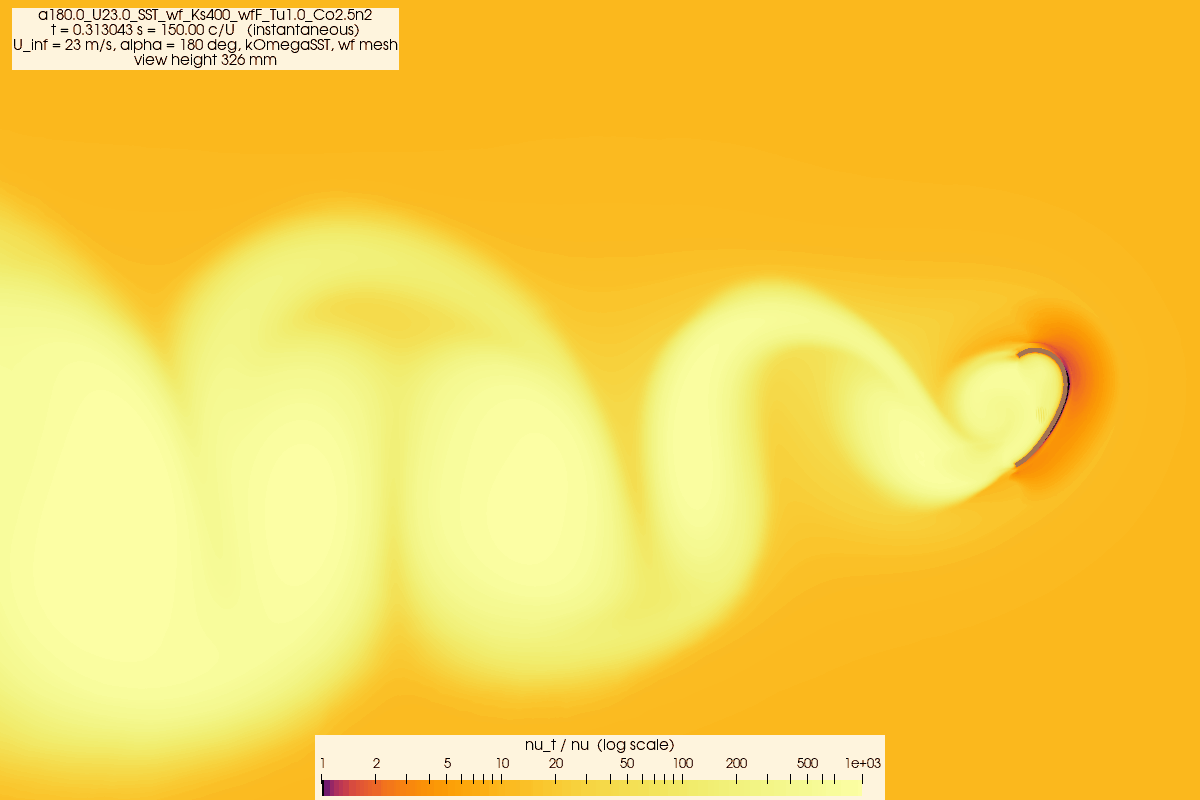 a180.0_U23.0_SST_wf_Ks400_wfF_Tu1.0_Co2.5n2
t = 0.313043 s = 150.00 c/U (instantaneous)
U_inf = 23 m/s, alpha = 180 deg, kOmegaSST, wf mesh
view height 326 mm
nu_t / nu (log scale)
1 2 5 10 20 50 100 200 500 1e+03